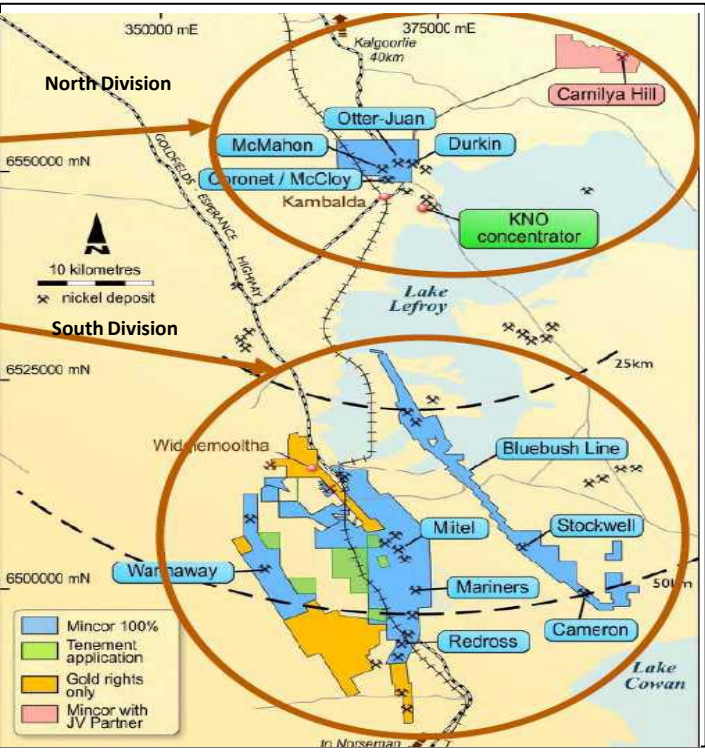 350000 mE
375000 mE
Kalgoorlie
40km
North Division
Carnilya Hill
Otter-Juan
McMahon
Durkin
6550000 mN
Coronet / McCloy
Kambalda
KNO
concentrator
GOLDFIELDS - ESPERANCE HIGHWAY
N
10 kilometres
nickel deposit
Lake
Lefroy
South Division
25km
6525000 mN
Widgiemooltha
Bluebush Line
Miitel
Stockwell
Wannaway
6500000 mN
50km
Mariners
Cameron
Redross
Mincor 100%
Tenement
application
Gold rights
only
Mincor with
JV Partner
Lake
Cowan
to Norseman